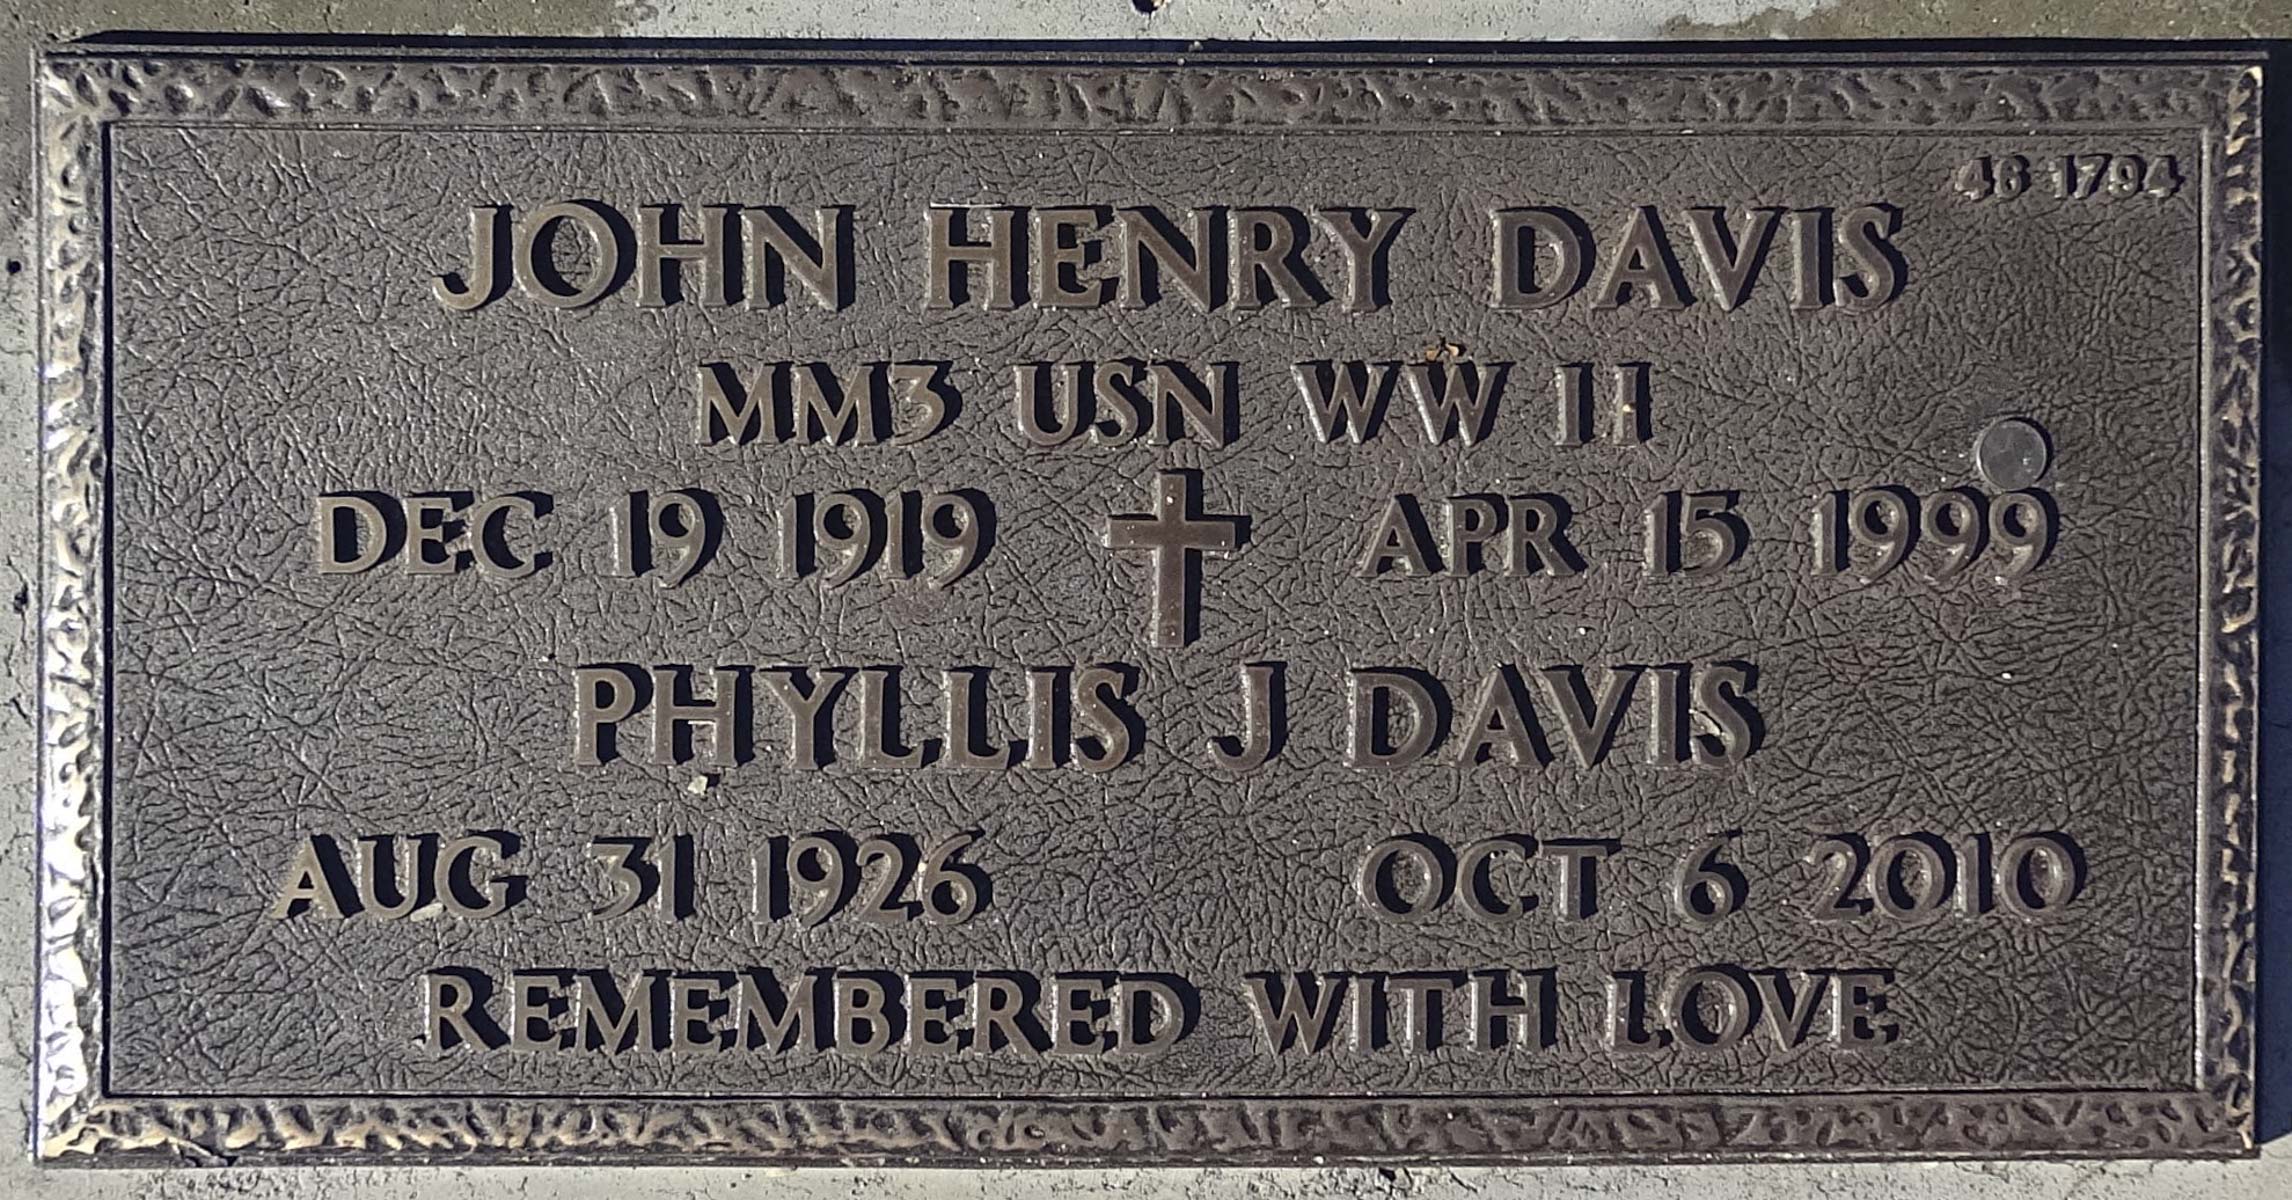 46 1794
JOHN HENRY DAVIS
MM3 USN WW II
DEC 19 1919 APR 15 1999
PHYLLIS J DAVIS
AUG 31 1926 OCT 6 2010
REMEMBERED WITH LOVE